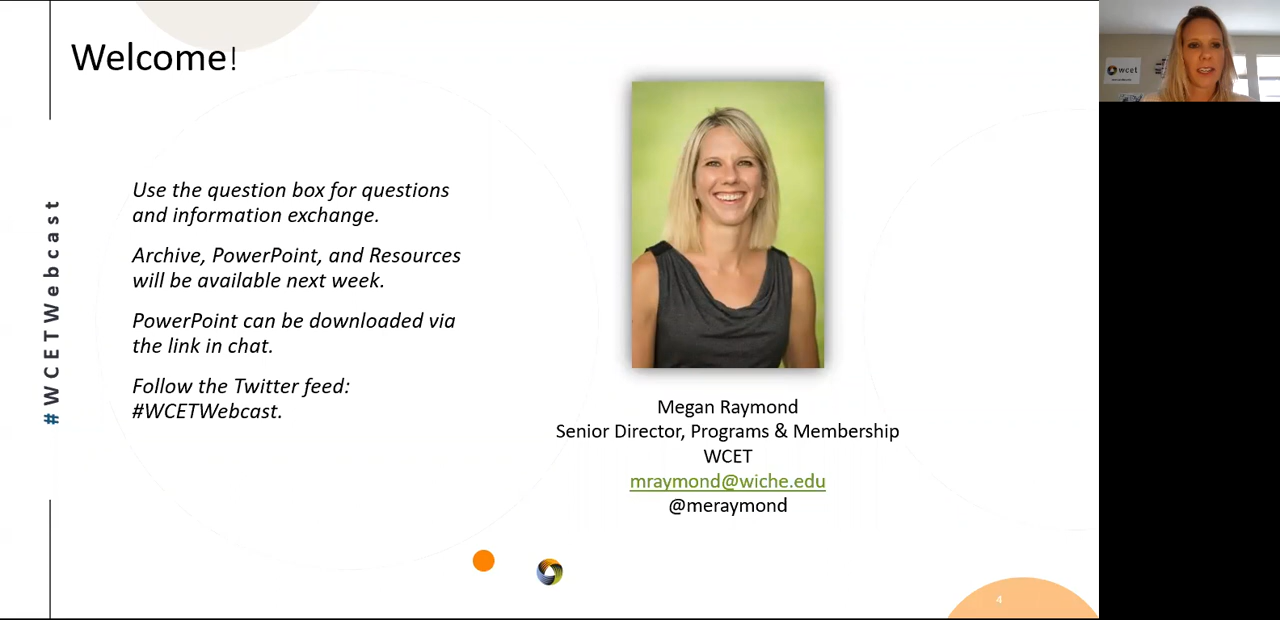 Welcome!
#WCETWebcast
Use the question box for questions
and information exchange.
Archive, PowerPoint, and Resources
will be available next week.
PowerPoint can be downloaded via
the link in chat.
Follow the Twitter feed:
#WCETWebcast.
Megan Raymond
Senior Director, Programs & Membership
WCET
mraymond@wiche.edu
@meraymond
4
wcet